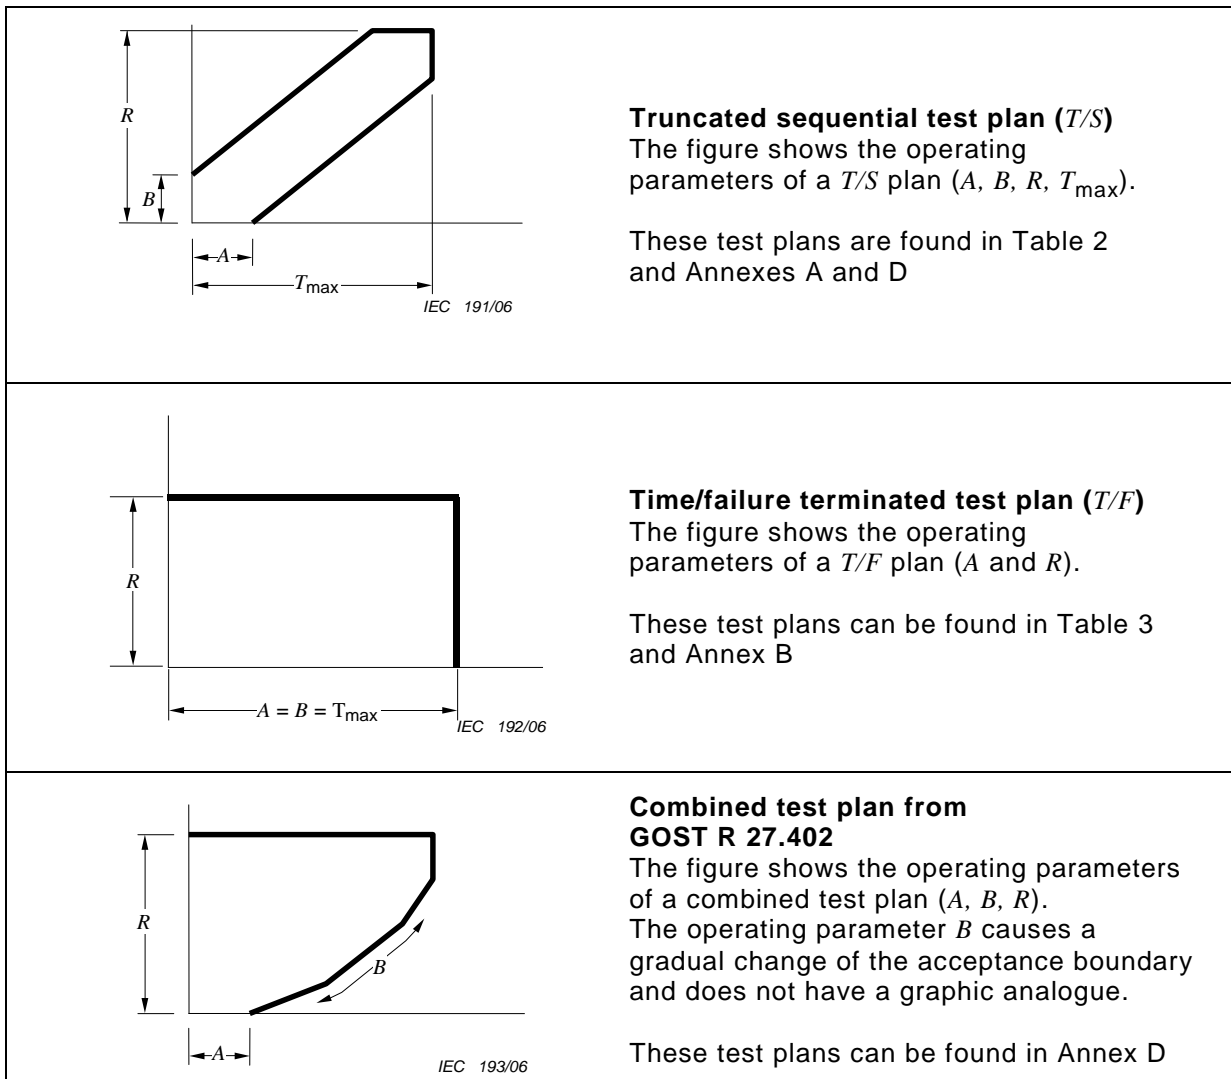 R
B
A
Tmax
IEC 191/06
Truncated sequential test plan (T/S)
The figure shows the operating
parameters of a T/S plan (A, B, R, Tmax).
These test plans are found in Table 2
and Annexes A and D
R
A = B = Tmax
IEC 192/06
Time/failure terminated test plan (T/F)
The figure shows the operating
parameters of a T/F plan (A and R).
These test plans can be found in Table 3
and Annex B
R
B
A
IEC 193/06
Combined test plan from
GOST R 27.402
The figure shows the operating parameters
of a combined test plan (A, B, R).
The operating parameter B causes a
gradual change of the acceptance boundary
and does not have a graphic analogue.
These test plans can be found in Annex D